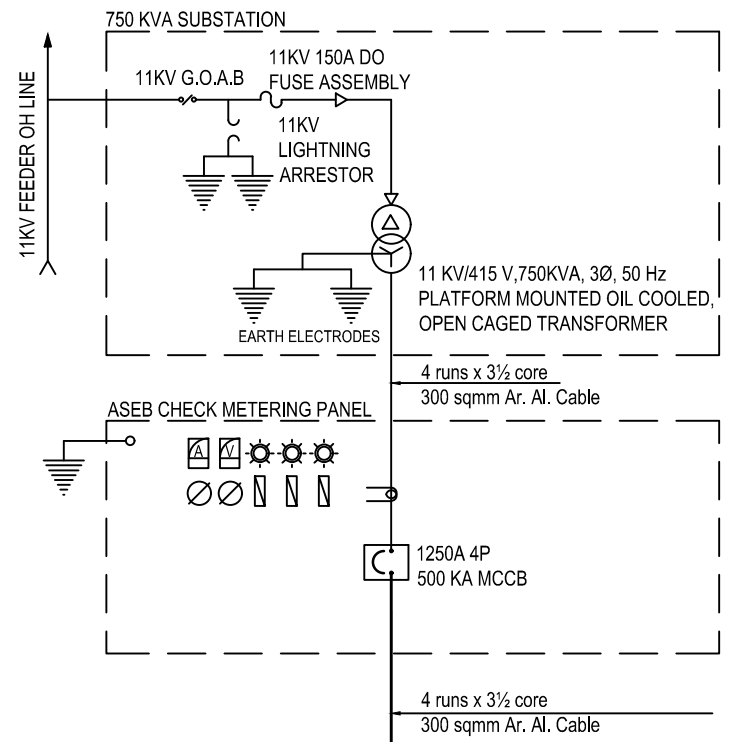 750 KVA SUBSTATION
11KV 150A DO
FUSE ASSEMBLY
11KV G.O.A.B
11KV
LIGHTNING
ARRESTOR
11KV FEEDER OH LINE
11 KV/415 V,750KVA, 3Ø, 50 Hz
PLATFORM MOUNTED OIL COOLED,
OPEN CAGED TRANSFORMER
EARTH ELECTRODES
4 runs x 3½ core
300 sqmm Ar. Al. Cable
ASEB CHECK METERING PANEL
A V
1250A 4P
500 KA MCCB
4 runs x 3½ core
300 sqmm Ar. Al. Cable